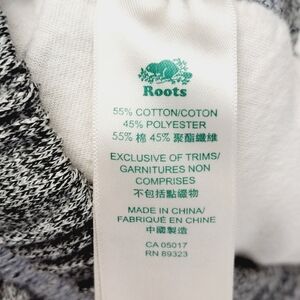 Roots
55% COTTON/COTON
45% POLYESTER
55% 棉 45% 聚酯纖維
EXCLUSIVE OF TRIMS/
GARNITURES NON
COMPRISES
不包括點綴物
MADE IN CHINA/
FABRIQUÉ EN CHINE
中國製造
CA 05017
RN 89323